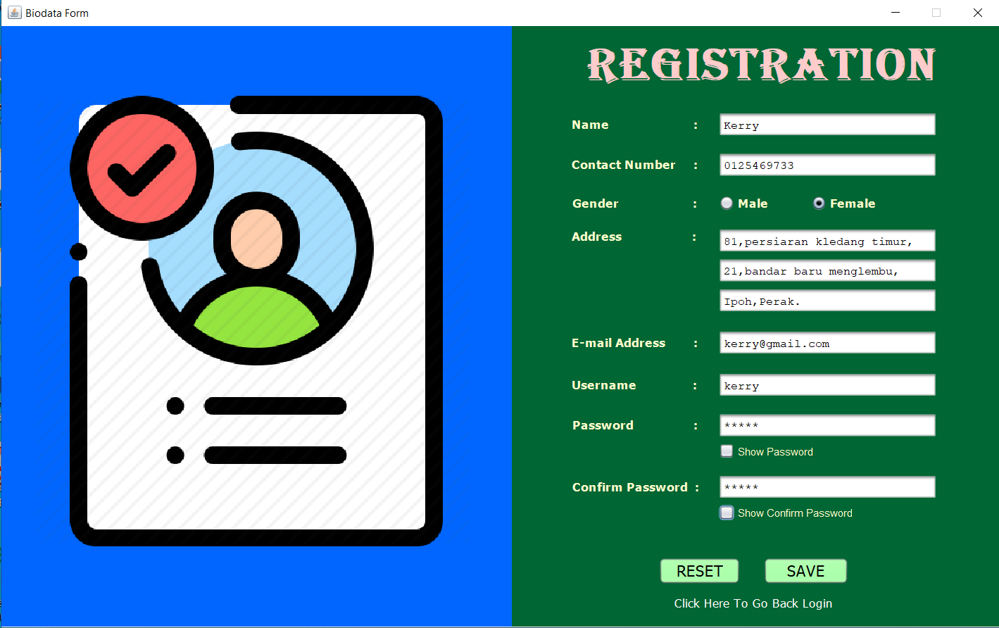 Biodata Form
REGISTRATION
Name : Kerry
Contact Number : 0125469733
Gender : Male Female
Address : 81,persiaran kledang timur,
21,bandar baru menglembu,
Ipoh,Perak.
E-mail Address : kerry@gmail.com
Username : kerry
Password : *****
Show Password
Confirm Password : *****
Show Confirm Password
RESET SAVE
Click Here To Go Back Login